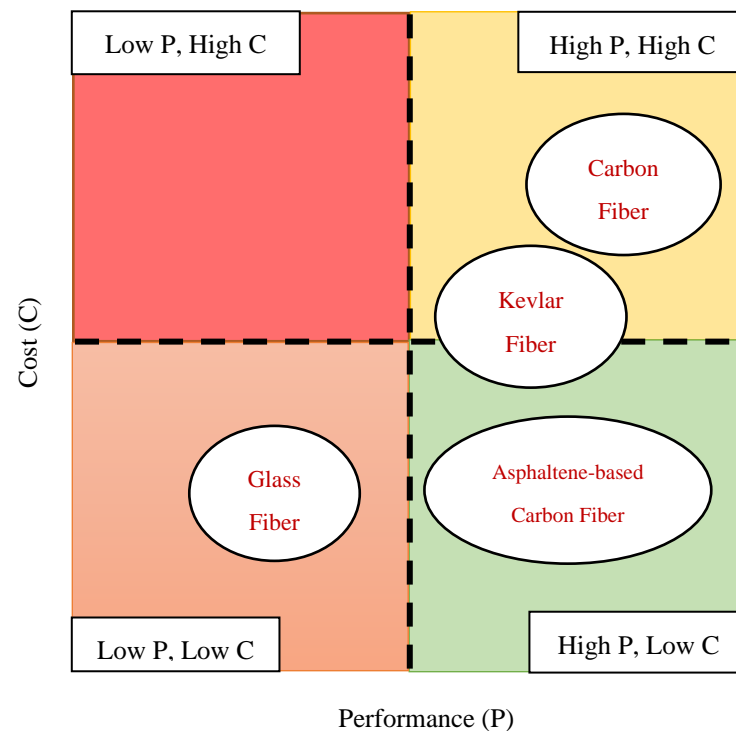 Low P, High C
High P, High C
Carbon
Fiber
Kevlar
Fiber
Cost (C)
Glass
Fiber
Asphaltene-based
Carbon Fiber
Low P, Low C
High P, Low C
Performance (P)